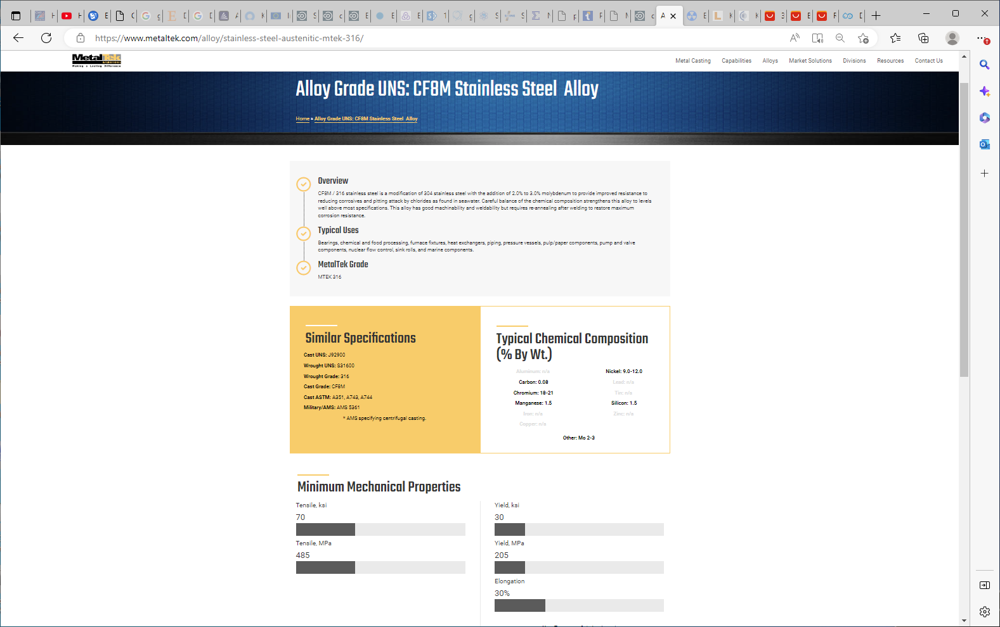 https://www.metaltek.com/alloy/stainless-steel-austenitic-mtek-316/
MetalTek
INTERNATIONAL
Making a Lasting Difference
Metal Casting Capabilities Alloys Market Solutions Divisions Resources Contact Us
Alloy Grade UNS: CF8M Stainless Steel Alloy
Home » Alloy Grade UNS: CF8M Stainless Steel Alloy
Overview
CF8M / 316 stainless steel is a modification of 304 stainless steel with the addition of 2.0% to 3.0% molybdenum to provide improved resistance to
reducing corrosives and pitting attack by chlorides as found in seawater. Careful balance of the chemical composition strengthens this alloy to levels
well above most specifications. This alloy has good machinability and weldability but requires re-annealing after welding to restore maximum
corrosion resistance.
Typical Uses
Bearings, chemical and food processing, furnace fixtures, heat exchangers, piping, pressure vessels, pulp/paper components, pump and valve
components, nuclear flow control, sink rolls, and marine components.
MetalTek Grade
MTEK 316
Similar Specifications
Cast UNS: J92900
Wrought UNS: S31600
Wrought Grade: 316
Cast Grade: CF8M
Cast ASTM: A351, A743, A744
Military/AMS: AMS 5361
* AMS specifying centrifugal casting.
Typical Chemical Composition
(% By Wt.)
Aluminum: n/a
Carbon: 0.08
Chromium: 18-21
Manganese: 1.5
Iron: n/a
Copper: n/a
Nickel: 9.0-12.0
Lead: n/a
Tin: n/a
Silicon: 1.5
Zinc: n/a
Other: Mo 2-3
Minimum Mechanical Properties
Tensile, ksi
70
Tensile, MPa
485
Yield, ksi
30
Yield, MPa
205
Elongation
30%